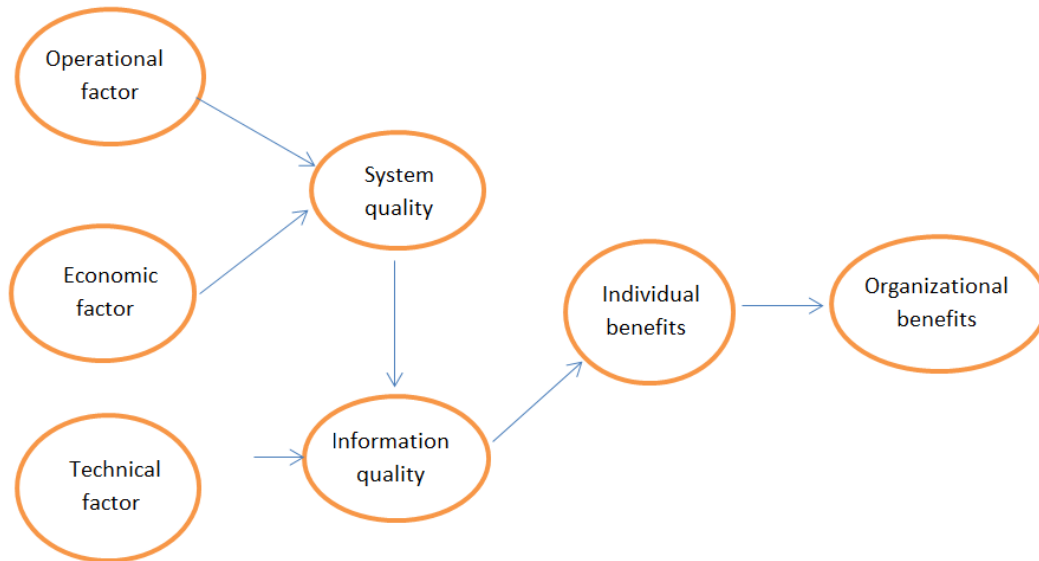 Operational
factor
System
quality
Economic
factor
Individual
benefits
Organizational
benefits
Technical
factor
Information
quality